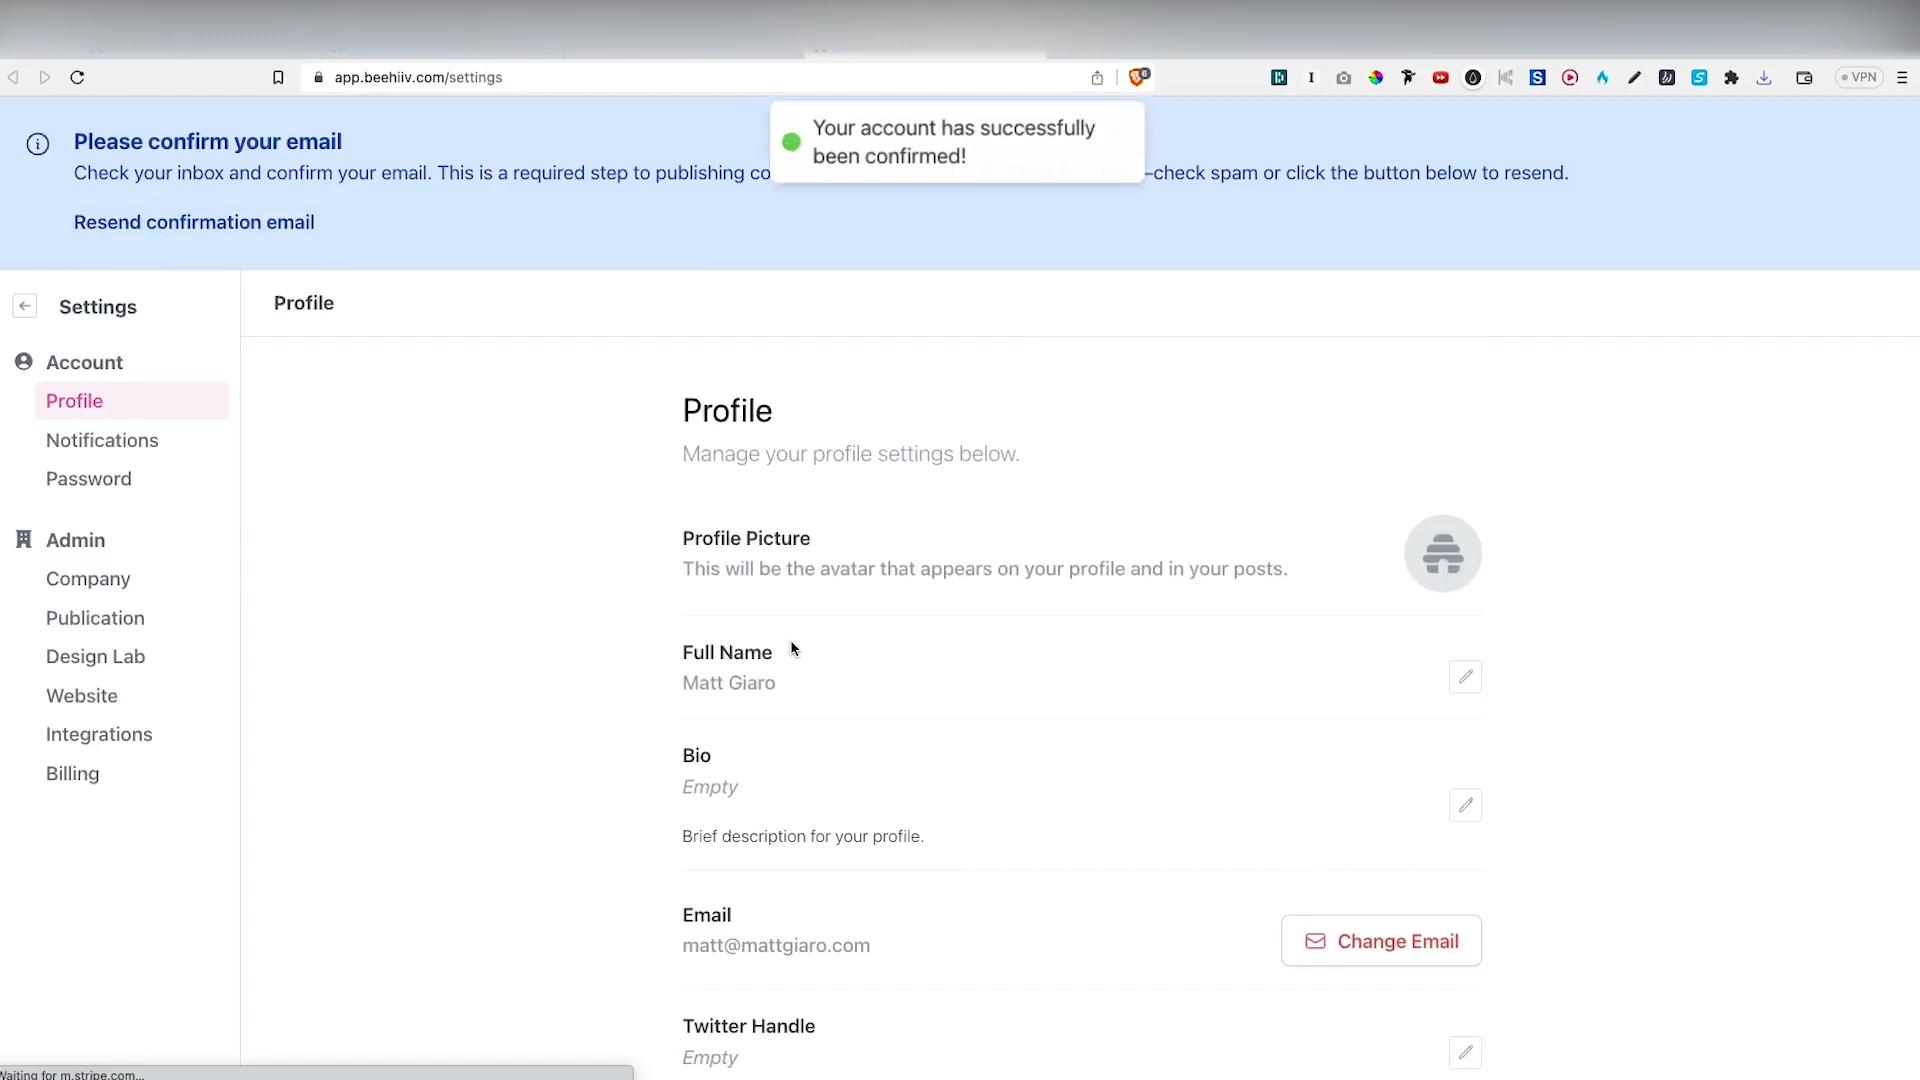 app.beehiiv.com/settings
6
VPN
Please confirm your email
Your account has successfully
been confirmed!
Check your inbox and confirm your email. This is a required step to publishing co
–check spam or click the button below to resend.
Resend confirmation email
Settings
Profile
Account
Profile
Notifications
Password
Admin
Company
Publication
Design Lab
Website
Integrations
Billing
Profile
Manage your profile settings below.
Profile Picture
This will be the avatar that appears on your profile and in your posts.
Full Name
Matt Giaro
Bio
Empty
Brief description for your profile.
Email
matt@mattgiaro.com
Change Email
Twitter Handle
Empty
Waiting for m.stripe.com...